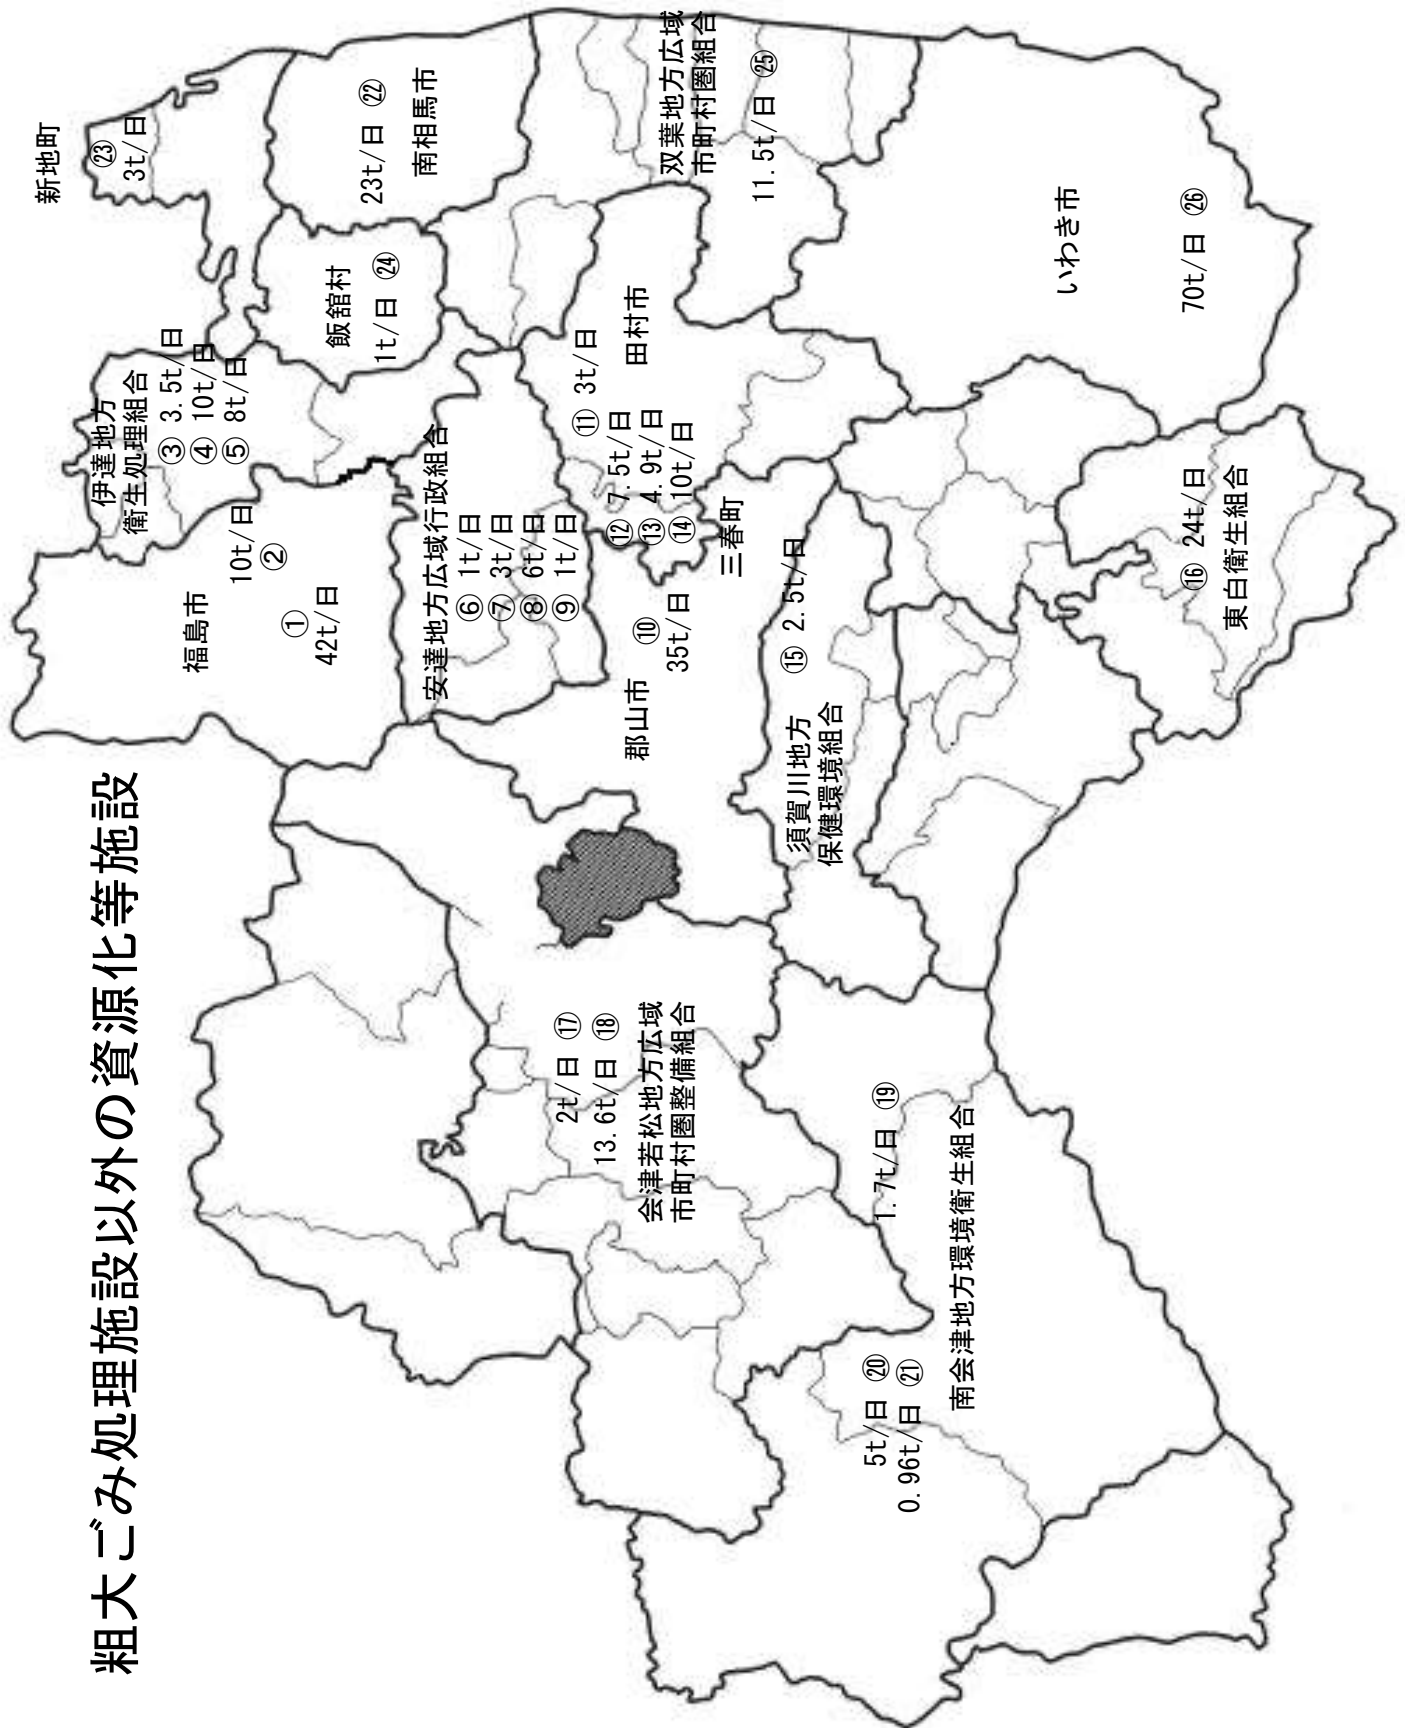 粗大ごみ処理施設以外の資源化等施設
新地町
㉓
3t/日
伊達地方
衛生処理組合
③ 3.5t/日
④ 10t/日
⑤ 8t/日
10t/日
②
福島市
①
42t/日
飯舘村
1t/日 ㉔
23t/日 ㉒
南相馬市
安達地方広域行政組合
⑥ 1t/日
⑦ 3t/日
⑧ 6t/日
⑨ 1t/日
⑪ 3t/日
田村市
⑫ 7.5t/日
⑬ 4.9t/日
⑭ 10t/日
三春町
双葉地方広域
市町村圏組合
11.5t/日 ㉕
郡山市
⑩
35t/日
会津若松地方広域
市町村圏整備組合
2t/日 ⑰
13.6t/日 ⑱
須賀川地方
保健環境組合
⑮ 2.5t/日
いわき市
70t/日 ㉖
⑯ 24t/日
東白衛生組合
1.7t/日 ⑲
5t/日 ⑳
0.96t/日 ㉑
南会津地方環境衛生組合